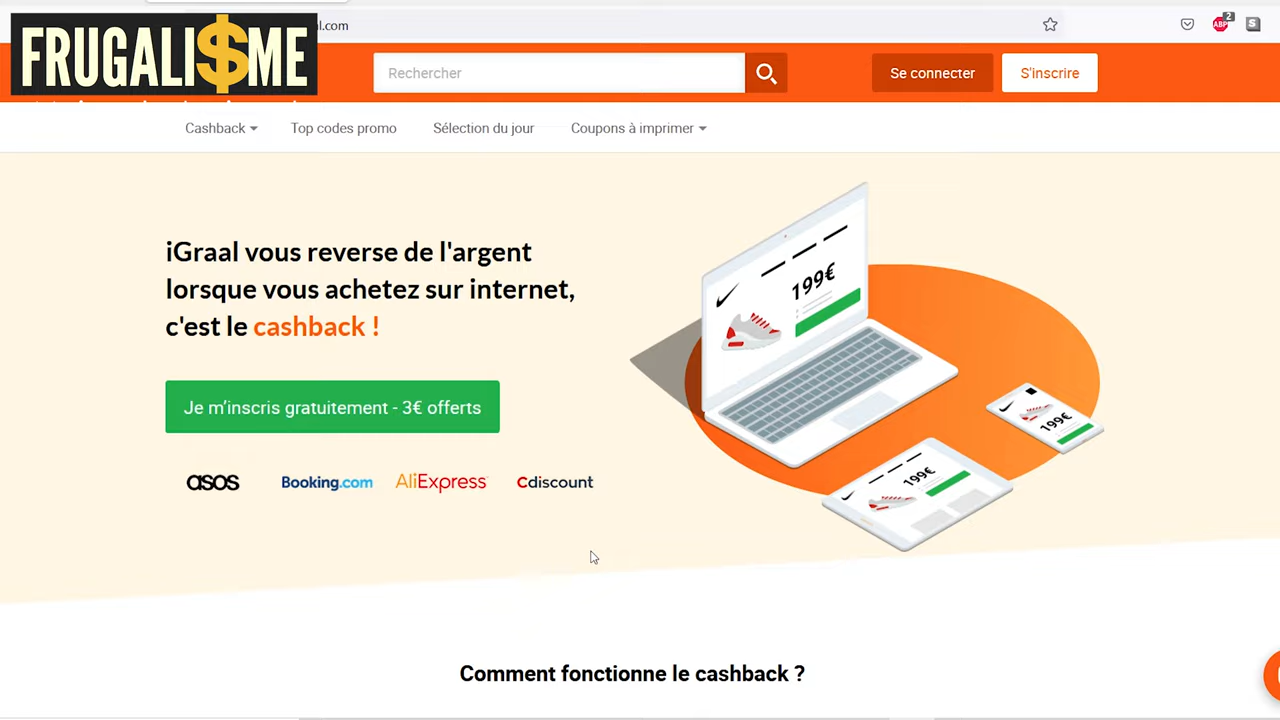 FRUGALI$ME
l.com
ABP
2
S
Rechercher
Se connecter
S'inscrire
Cashback
Top codes promo
Sélection du jour
Coupons à imprimer
iGraal vous reverse de l'argent
lorsque vous achetez sur internet,
c'est le cashback !
Je m'inscris gratuitement - 3€ offerts
asos
Booking.com
AliExpress
Cdiscount
199€
199€
199€
Comment fonctionne le cashback ?